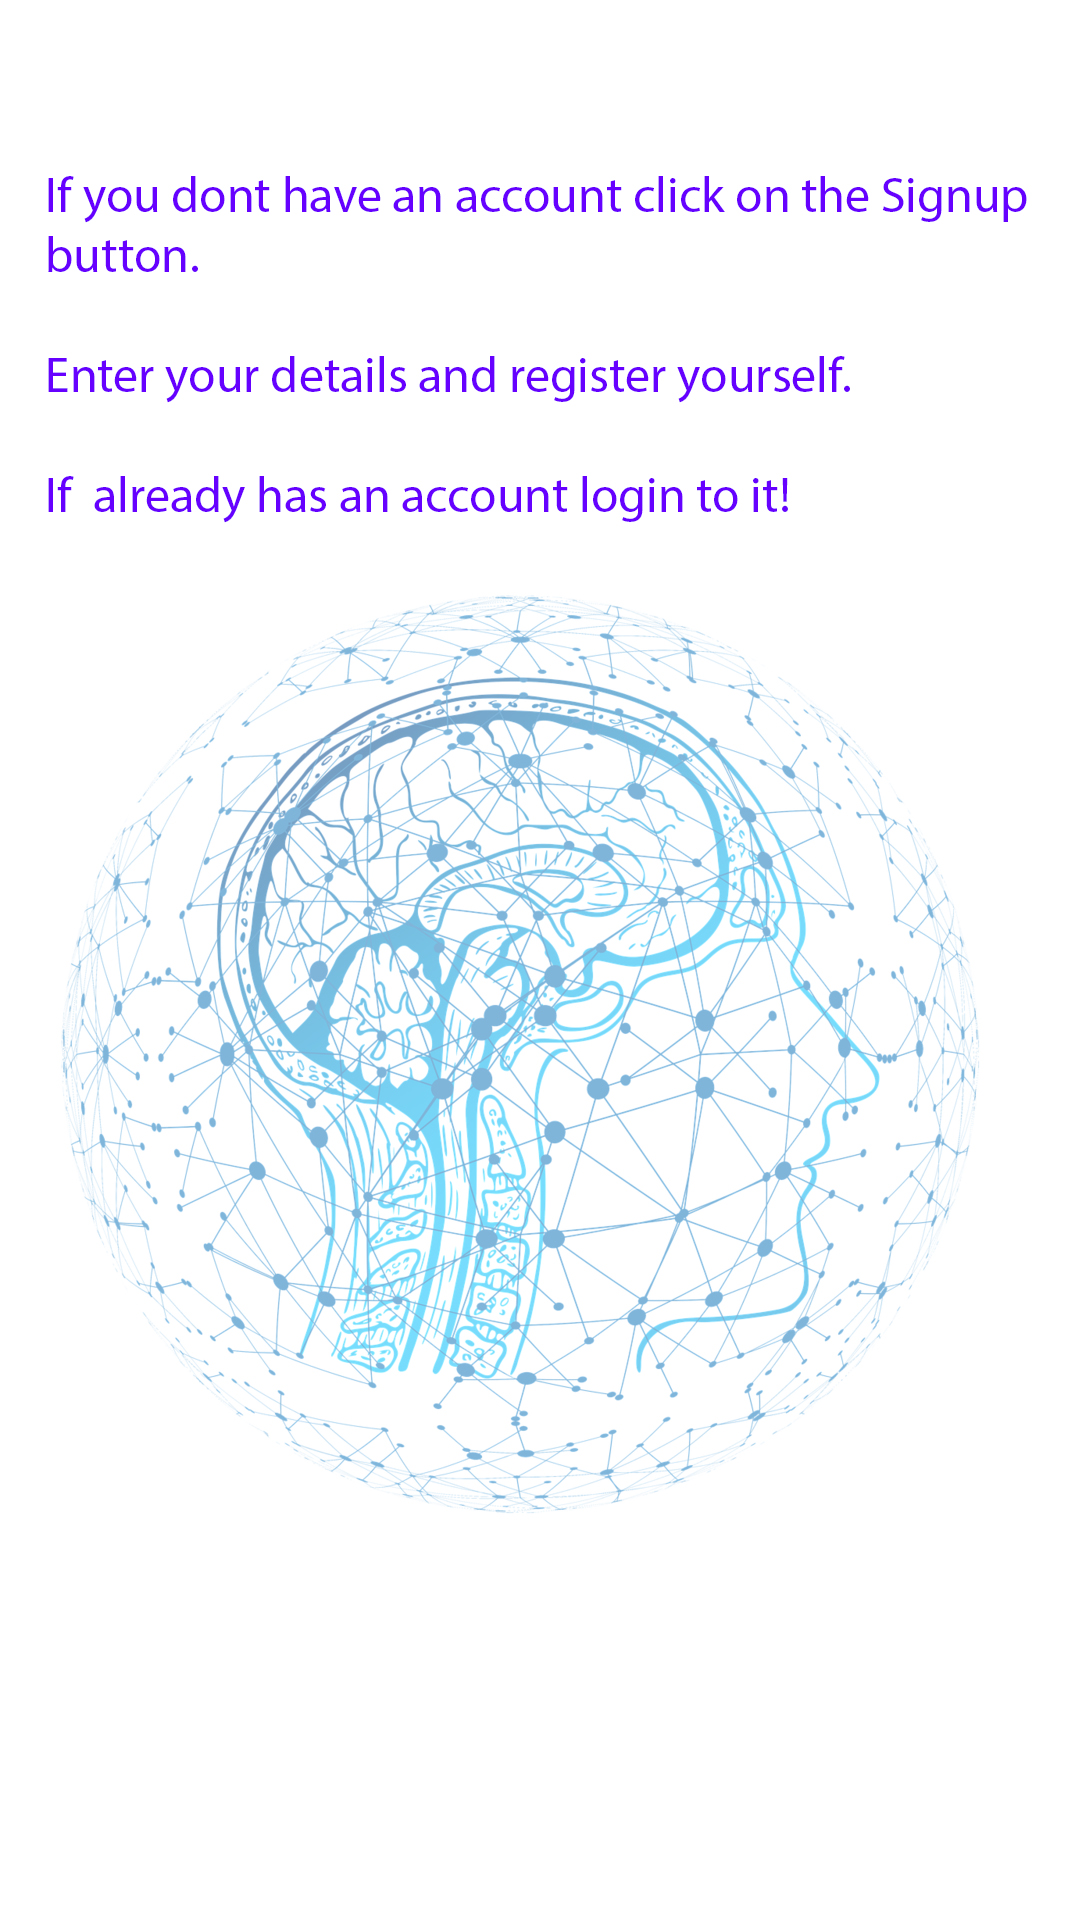 If you dont have an account click on the Signup
button.
Enter your details and register yourself.
If  already has an account login to it!